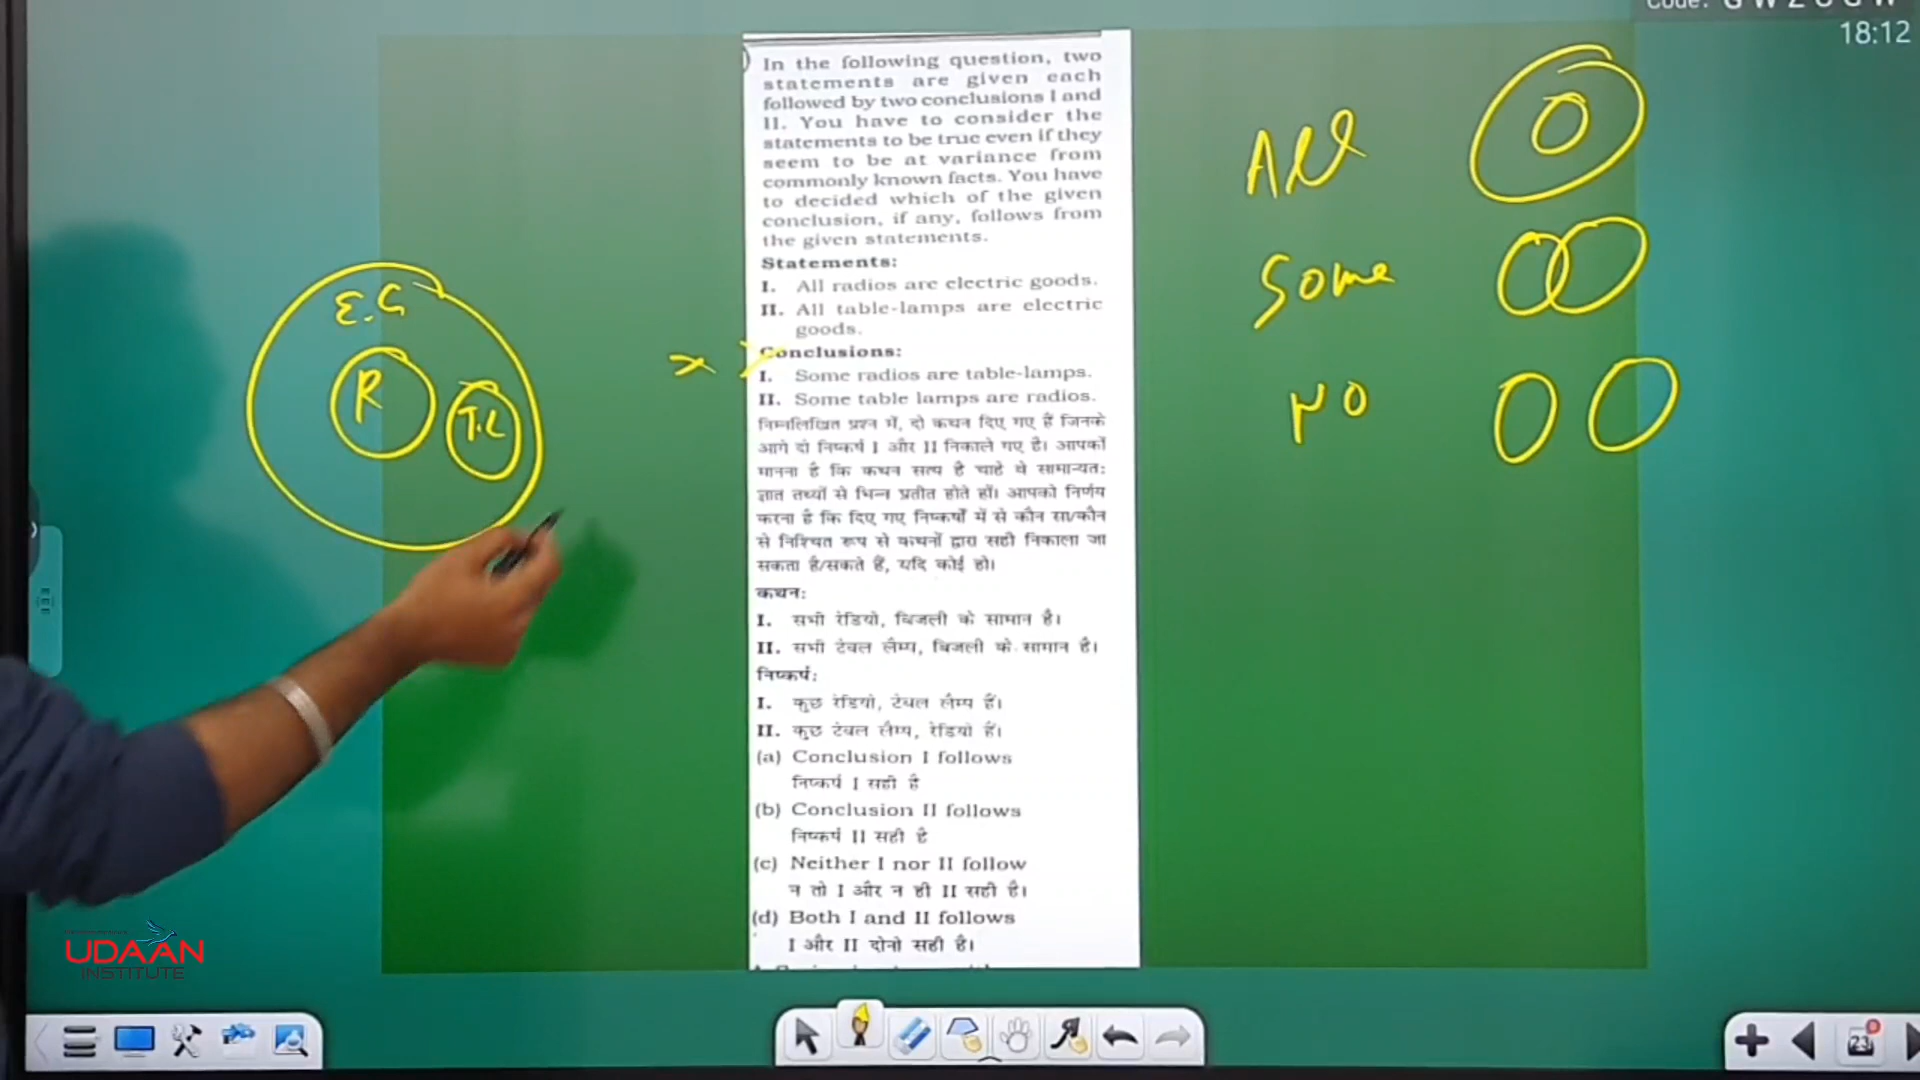 18:12
In the following question, two
statements are given each
followed by two conclusions I and
II. You have to consider the
statements to be true even if they
seem to be at variance from
commonly known facts. You have
to decided which of the given
conclusion, if any, follows from
the given statements.
Statements:
I. All radios are electric goods.
II. All table-lamps are electric
goods.
Conclusions:
I. Some radios are table-lamps.
II. Some table lamps are radios.
निम्नलिखित प्रश्न में, दो कथन दिए गए हैं जिनके
आगे दो निष्कर्ष I और II निकाले गए है। आपको
मानना है कि कथन सत्य है चाहे वे सामान्यत:
ज्ञात तथ्यों से भिन्न प्रतीत होते हों। आपको निर्णय
करना है कि दिए गए निष्कर्षों में से कौन सा/कौन
से निश्चित रूप से कथनों द्वारा सही निकाला जा
सकता है/सकते हैं, यदि कोई हो।
कथन:
I. सभी रेडियो, बिजली के सामान है।
II. सभी टेबल लैम्प, बिजली के सामान है।
निष्कर्ष:
I. कुछ रेडियो, टेबल लैम्प हैं।
II. कुछ टेबल लैम्प, रेडियो हैं।
(a) Conclusion I follows
निष्कर्ष I सही है
(b) Conclusion II follows
निष्कर्ष II सही है
(c) Neither I nor II follow
न तो I और न ही II सही है।
(d) Both I and II follows
I और II दोनो सही है।
E.G
R
T.L
All
Some
NO
UDAAN
INSTITUTE
23